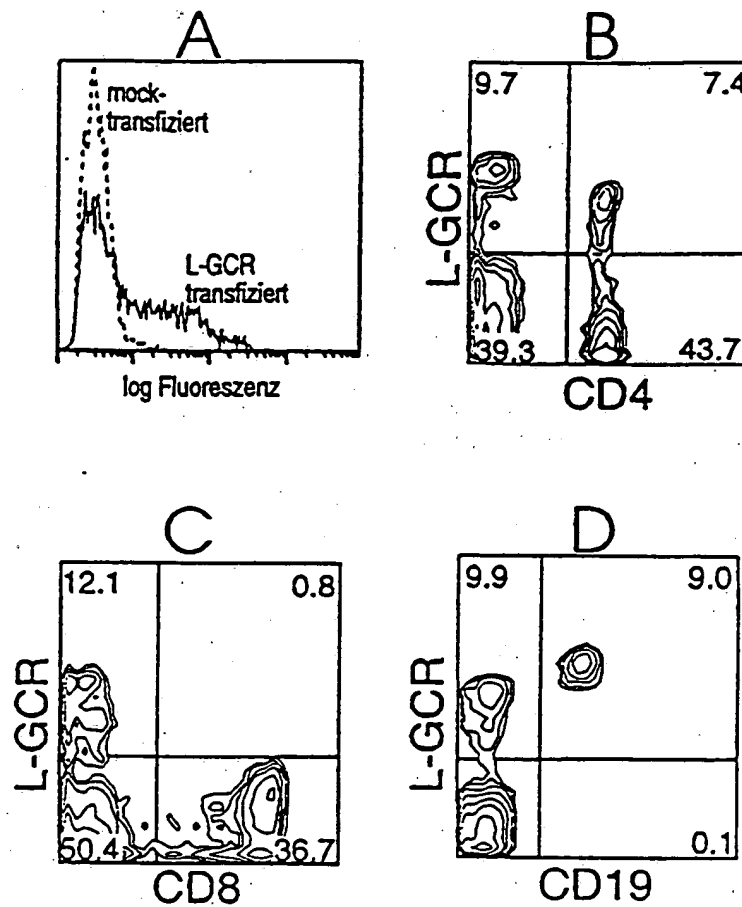 A
mock-
transfiziert
L-GCR
transfiziert
log Fluoreszenz
B
9.7
7.4
39.3
43.7
L-GCR
CD4
C
12.1
0.8
50.4
36.7
L-GCR
CD8
D
9.9
9.0
0.1
L-GCR
CD19